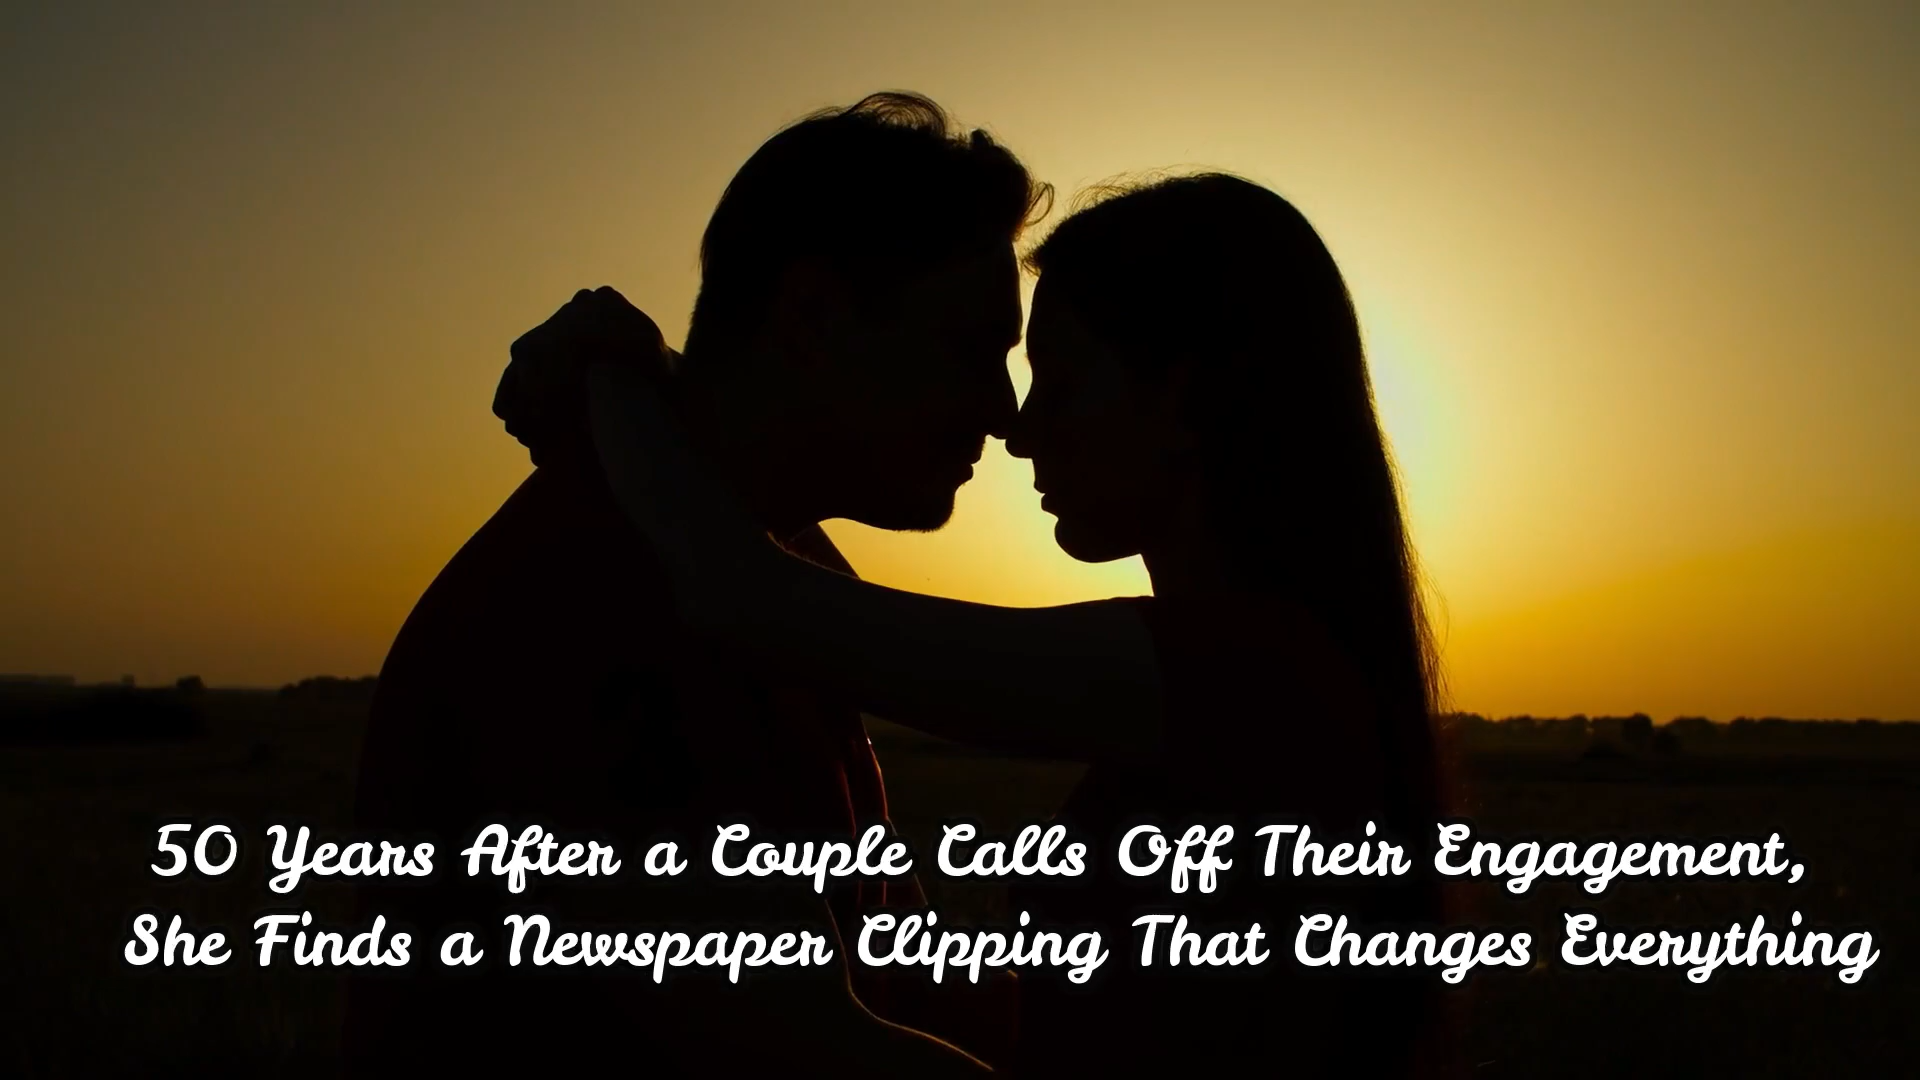 50 Years After a Couple Calls Off Their Engagement,
She Finds a Newspaper Clipping That Changes Everything